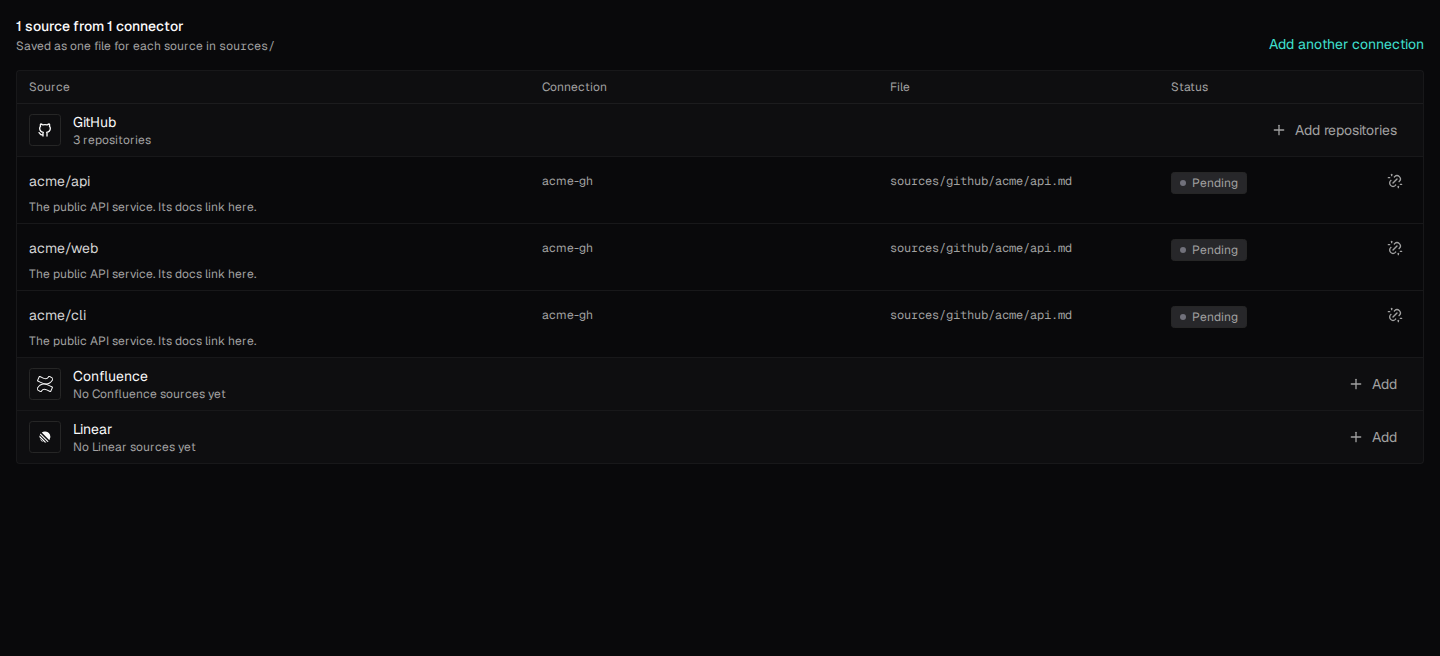 1 source from 1 connector
Saved as one file for each source in sources/
Add another connection
Source Connection File Status
GitHub
3 repositories
Add repositories
acme/api acme-gh sources/github/acme/api.md Pending
The public API service. Its docs link here.
acme/web acme-gh sources/github/acme/api.md Pending
The public API service. Its docs link here.
acme/cli acme-gh sources/github/acme/api.md Pending
The public API service. Its docs link here.
Confluence
No Confluence sources yet
Add
Linear
No Linear sources yet
Add